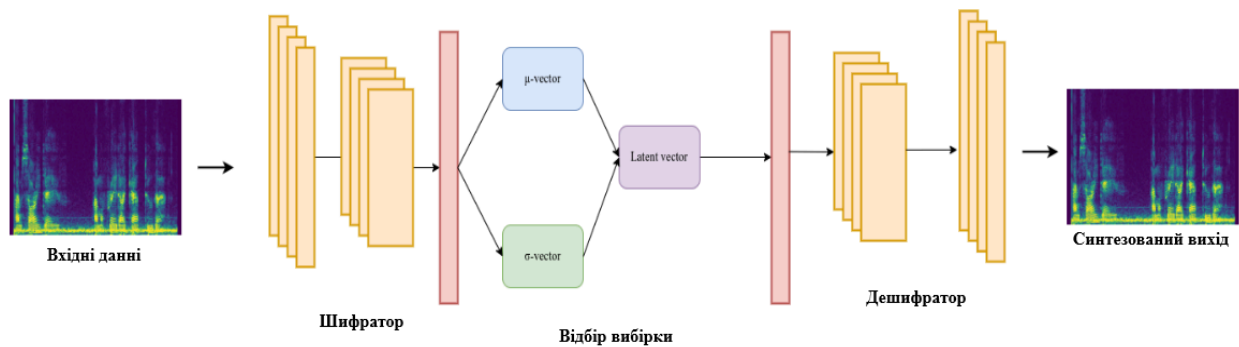 μ-vector
Latent vector
σ-vector
Вхідні данні
Синтезований вихід
Шифратор
Дешифратор
Відбір вибірки